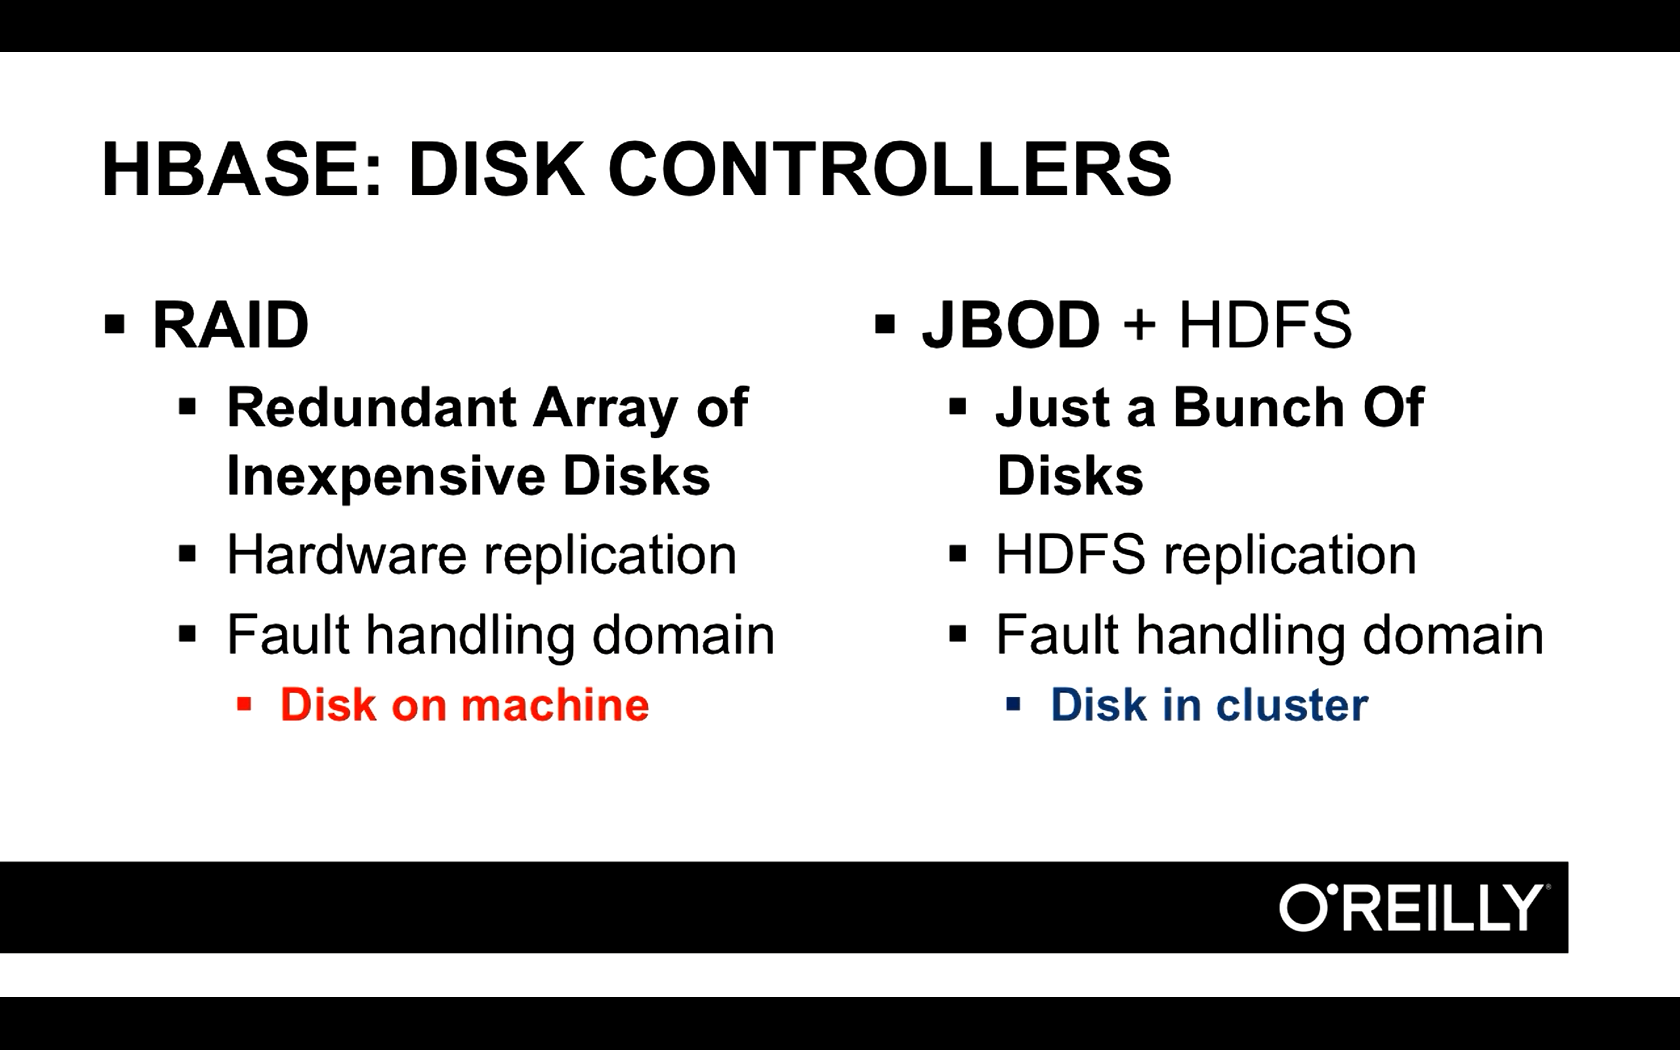 HBASE: DISK CONTROLLERS
RAID
Redundant Array of
Inexpensive Disks
Hardware replication
Fault handling domain
Disk on machine
JBOD + HDFS
Just a Bunch Of
Disks
HDFS replication
Fault handling domain
Disk in cluster
O'REILLY®